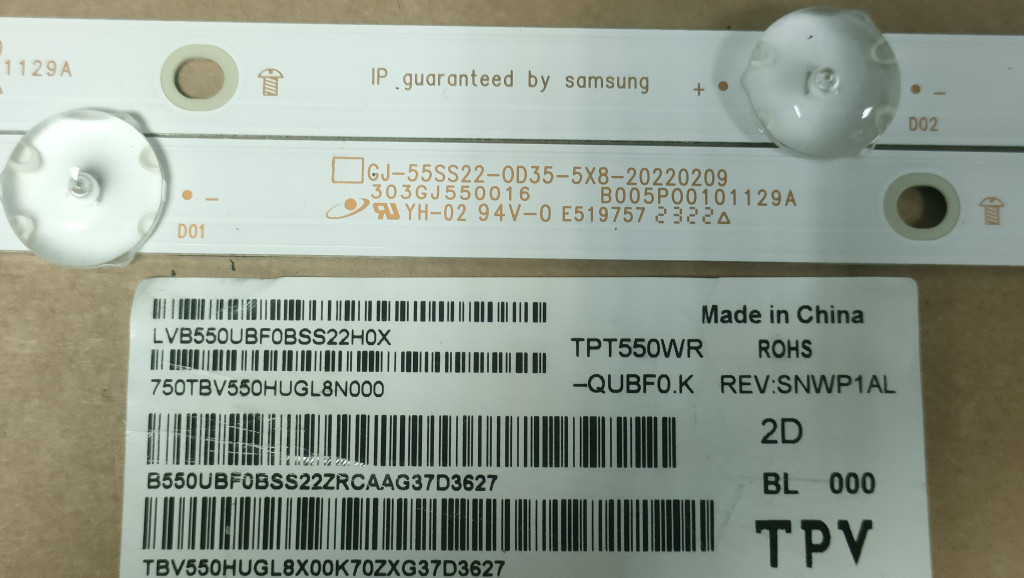 1129A
IP guaranteed by samsung
+
–
D02
GJ-55SS22-0D35-5X8-20220209
303GJ550016 B005P00101129A
YH-02 94V-0 E519757 2322
–
D01
LVB550UBF0BSS22H0X
750TBV550HUGL8N000
B550UBF0BSS22ZRCAAG37D3627
TBV550HUGL8X00K70ZXG37D3627
Made in China
TPT550WR ROHS
–QUBF0.K REV:SNWP1AL
2D
BL 000
TPV